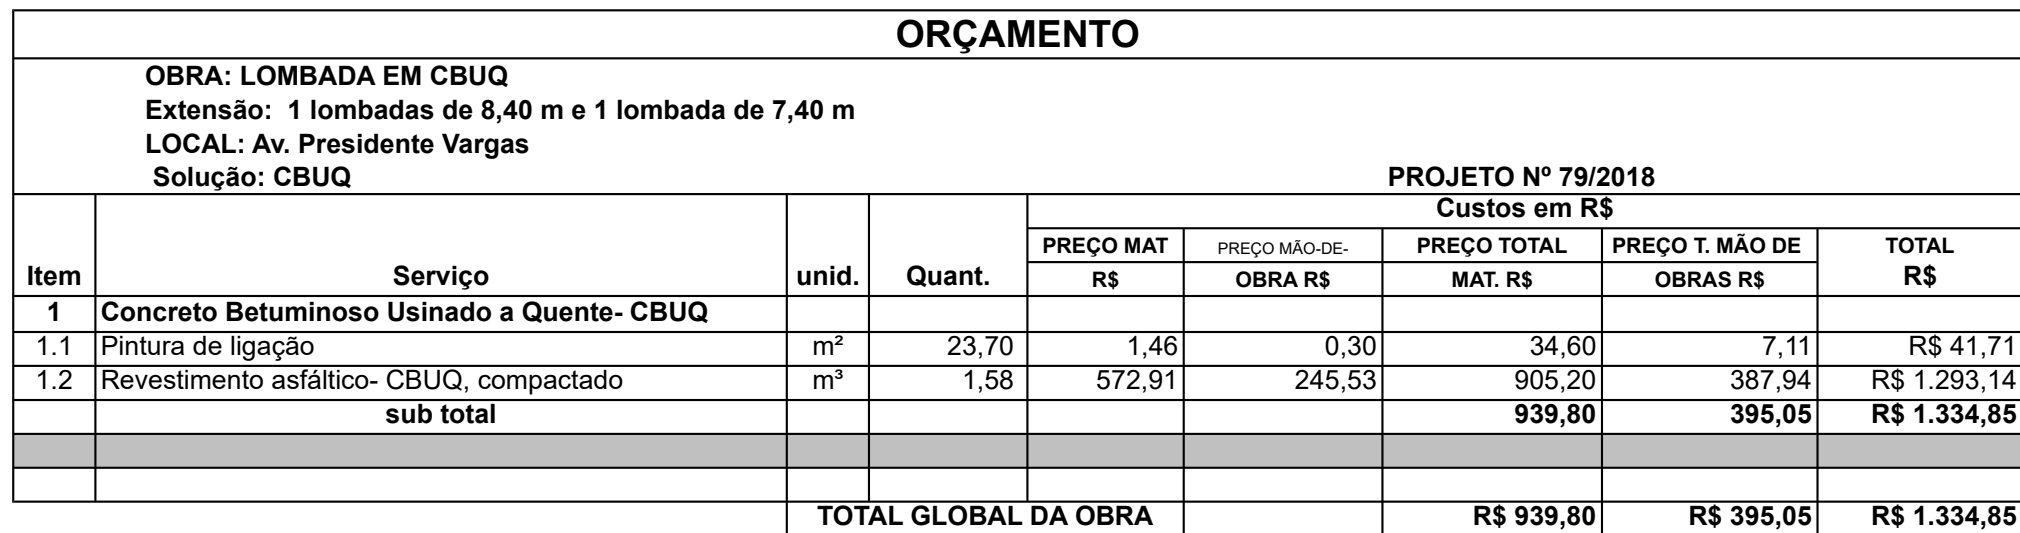 ORÇAMENTO
OBRA: LOMBADA EM CBUQ
Extensão: 1 lombadas de 8,40 m e 1 lombada de 7,40 m
LOCAL: Av. Presidente Vargas
Solução: CBUQ PROJETO Nº 79/2018
Custos em R$
PREÇO MAT PREÇO MÃO-DE- PREÇO TOTAL PREÇO T. MÃO DE TOTAL
Item Serviço unid. Quant. R$ OBRA R$ MAT. R$ OBRAS R$ R$
1 Concreto Betuminoso Usinado a Quente- CBUQ
1.1 Pintura de ligação m² 23,70 1,46 0,30 34,60 7,11 R$ 41,71
1.2 Revestimento asfáltico- CBUQ, compactado m³ 1,58 572,91 245,53 905,20 387,94 R$ 1.293,14
sub total 939,80 395,05 R$ 1.334,85
TOTAL GLOBAL DA OBRA R$ 939,80 R$ 395,05 R$ 1.334,85